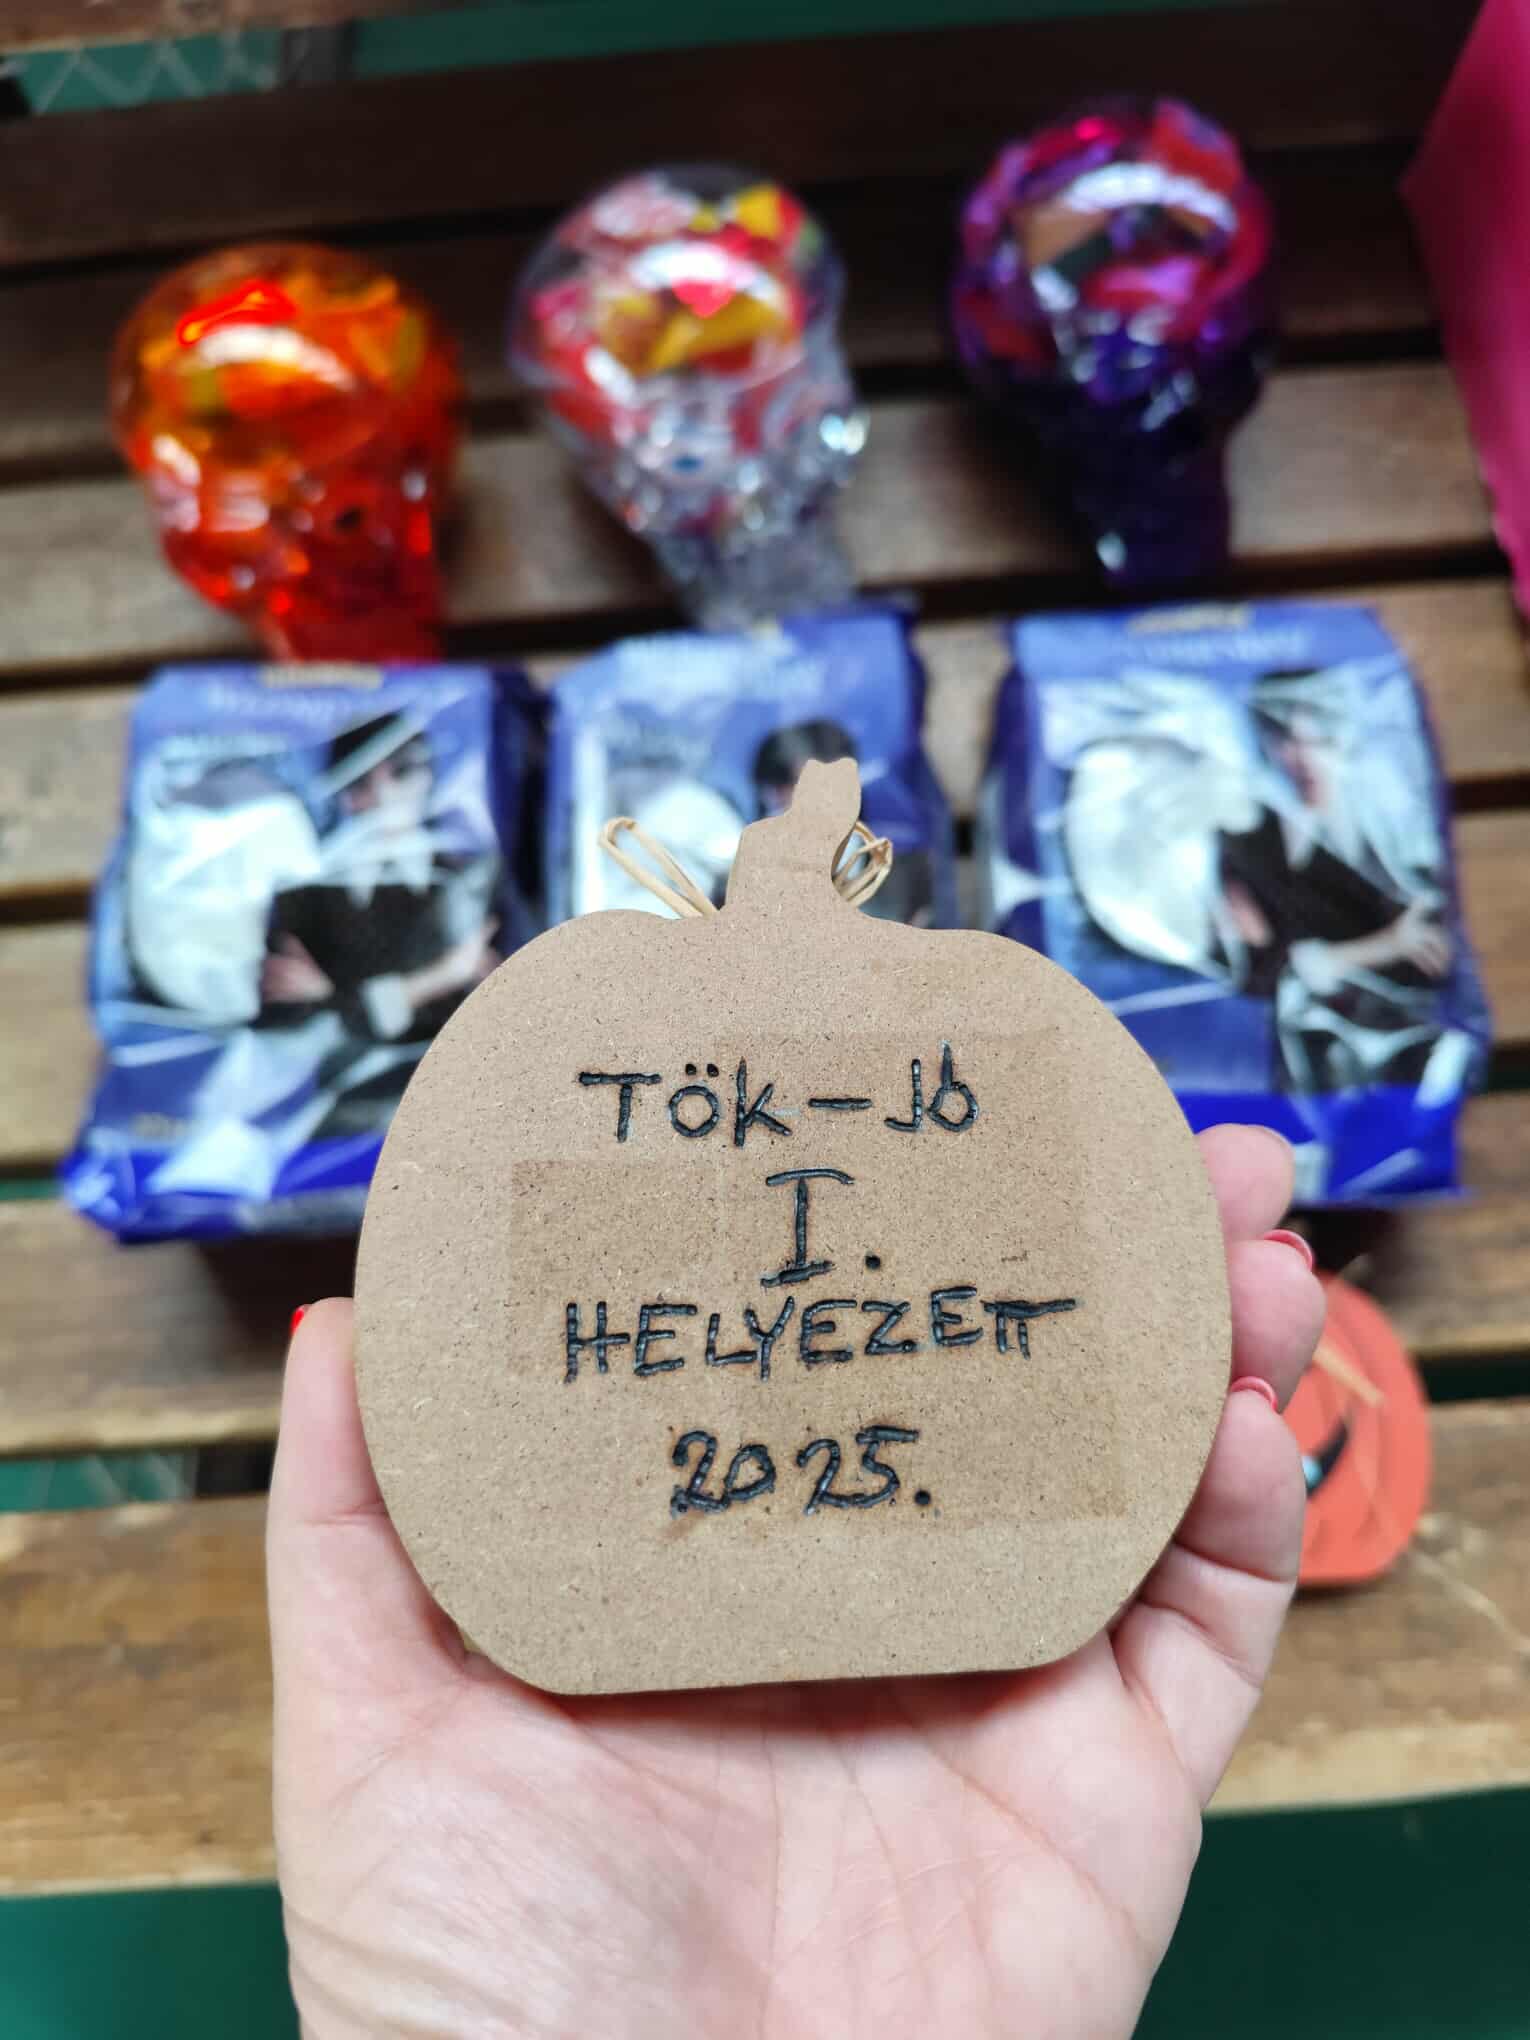 TÖK-JÓ
I.
HELYEZETT
2025.